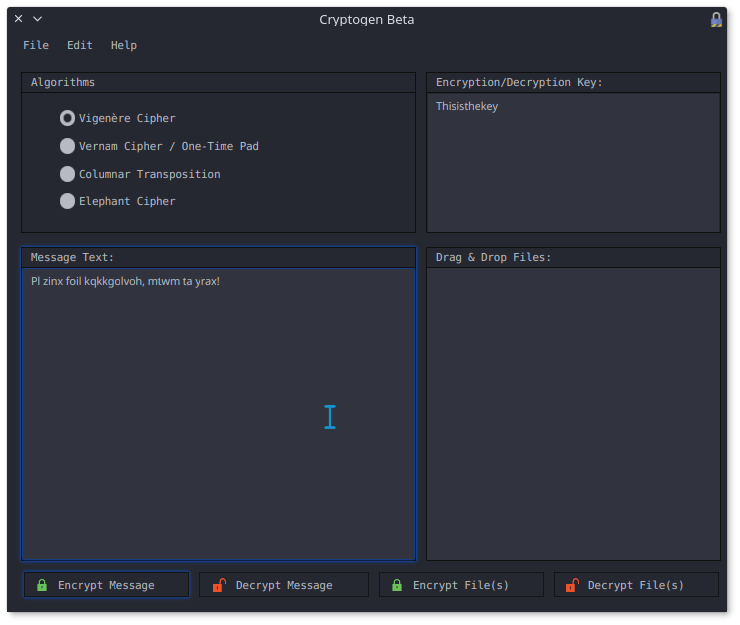 Cryptogen Beta
File Edit Help
Algorithms
Vigenère Cipher
Vernam Cipher / One-Time Pad
Columnar Transposition
Elephant Cipher
Encryption/Decryption Key:
Thisisthekey
Message Text:
Pl zinx foil kqkkgolvoh, mtwm ta yrax!
Drag & Drop Files:
Encrypt Message
Decrypt Message
Encrypt File(s)
Decrypt File(s)